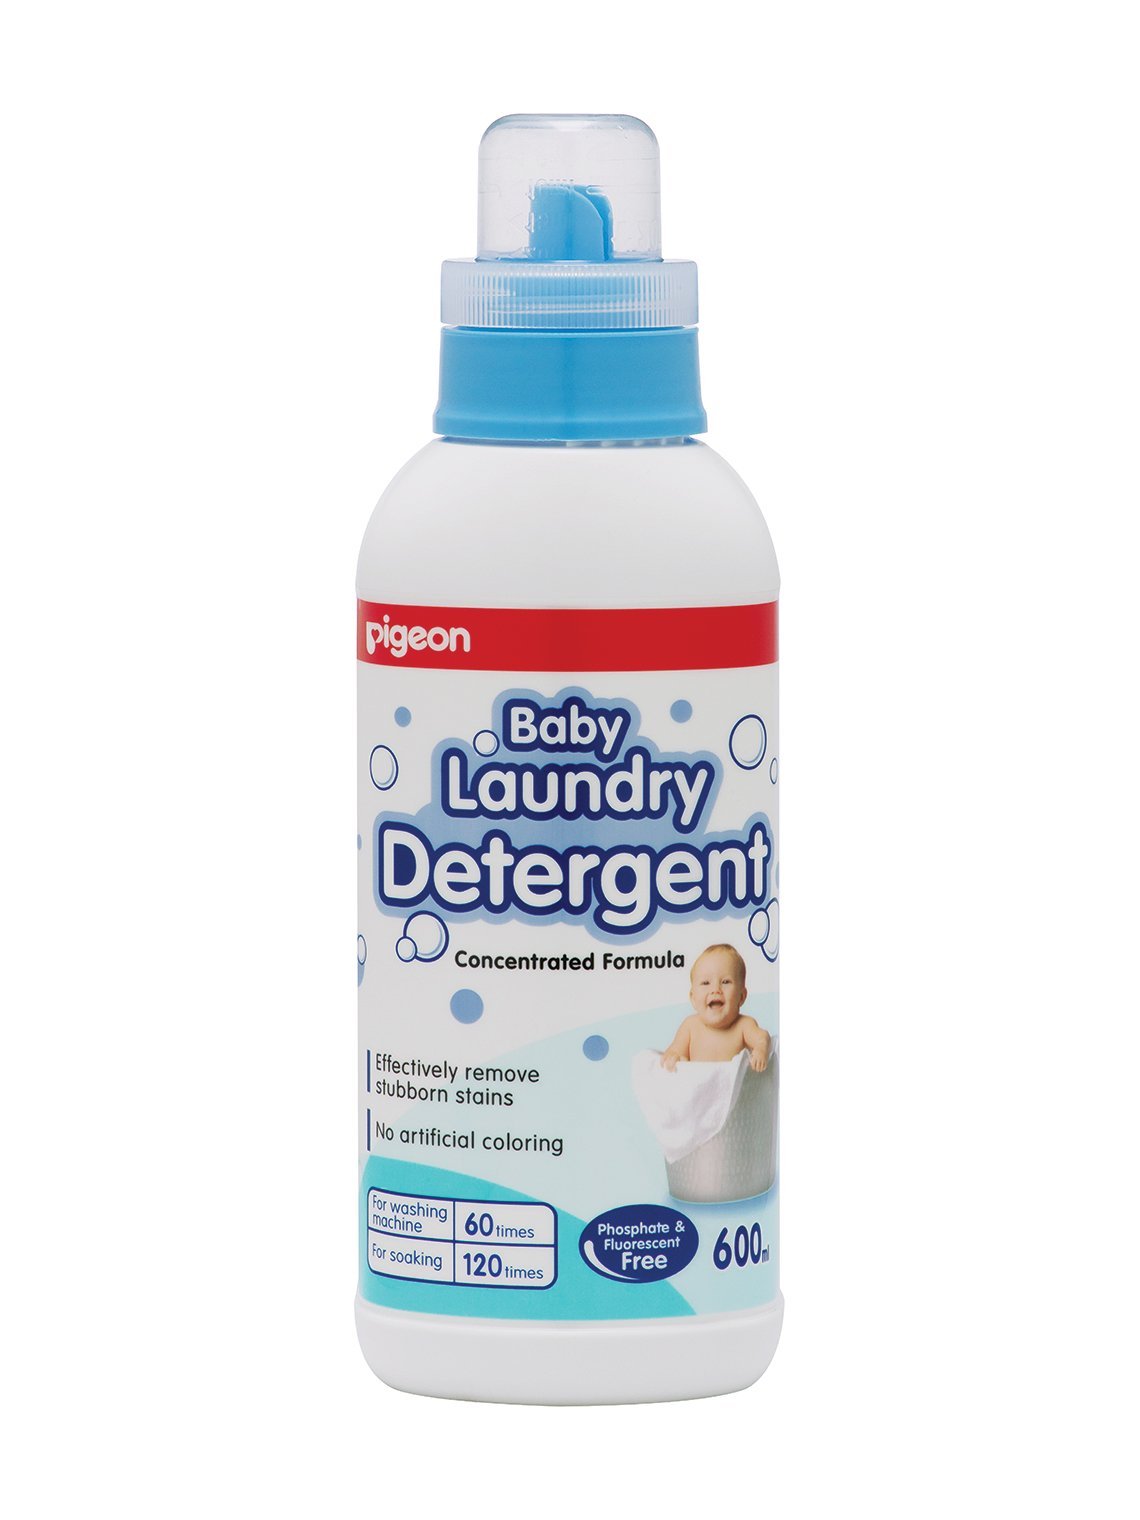 pigeon
Baby
Laundry
Detergent
Concentrated Formula
Effectively remove
stubborn stains
No artificial coloring
For washing
machine
60 times
For soaking
120 times
Phosphate &
Fluorescent
Free
600ml